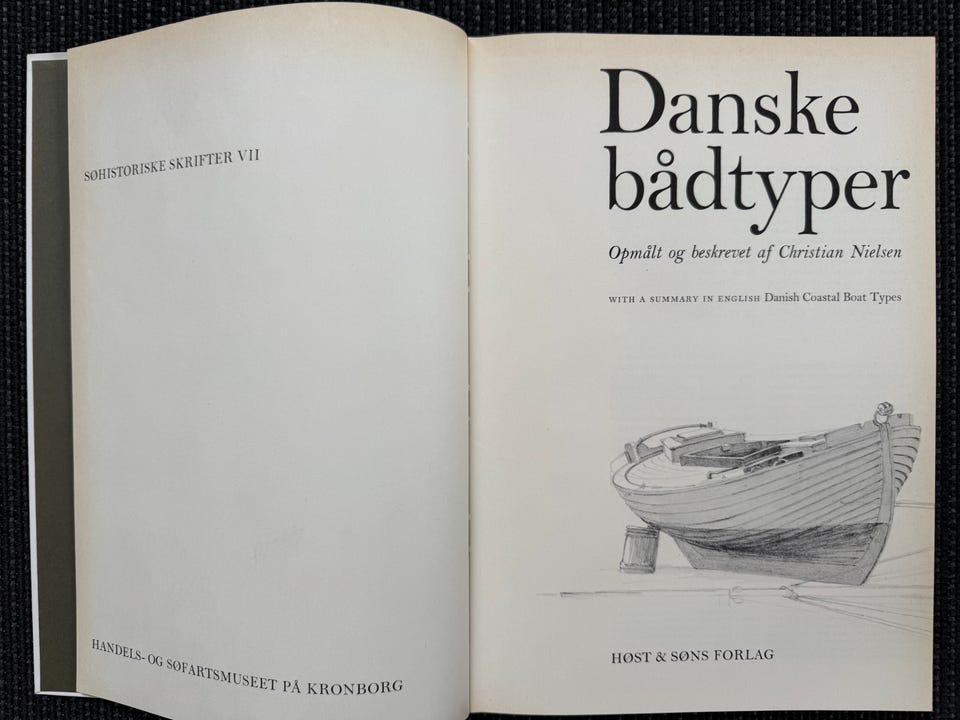 SØHISTORISKE SKRIFTER VII
HANDELS- OG SØFARTSMUSEET PÅ KRONBORG
Danske
bådtyper
Opmålt og beskrevet af Christian Nielsen
WITH A SUMMARY IN ENGLISH Danish Coastal Boat Types
HØST & SØNS FORLAG